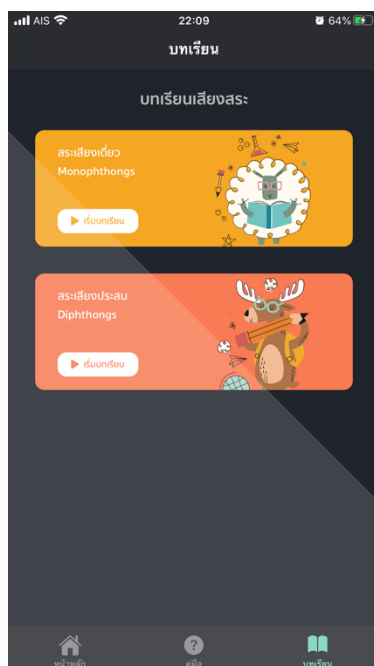 AIS 22:09 64%
บทเรียน
บทเรียนเสียงสระ
สระเสียงเดี่ยว
Monophthongs
เริ่มบทเรียน
สระเสียงประสม
Diphthongs
เริ่มบทเรียน
หน้าหลัก คู่มือ บทเรียน